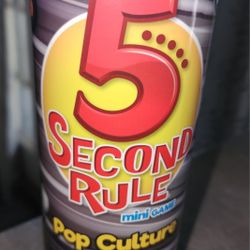 5
SECOND
RULE
mini GAME
Pop Culture